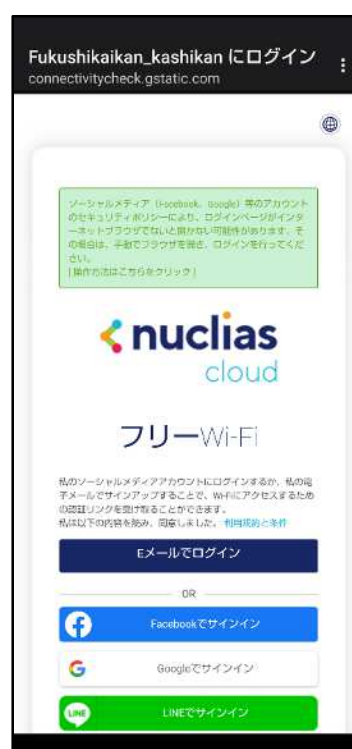 Fukushikaikan_kashikan にログイン
connectivitycheck.gstatic.com
ソーシャルメディア（Facebook、Google）等のアカウント
のセキュリティポリシーにより、ログインページがインタ
ーネットブラウザでないと開かない可能性があります。そ
の場合は、手動でブラウザを開き、ログインを行ってくだ
さい。
[操作方法はこちらをクリック]
nuclias
cloud
フリーWi-Fi
私のソーシャルメディアアカウントにログインするか、私の電
子メールでサインアップすることで、Wi-Fiにアクセスするため
の認証リンクを受け取ることができます。
私は以下の内容を読み、同意しました。 利用規約と条件
Eメールでログイン
OR
Facebookでサインイン
Googleでサインイン
LINE
LINEでサインイン